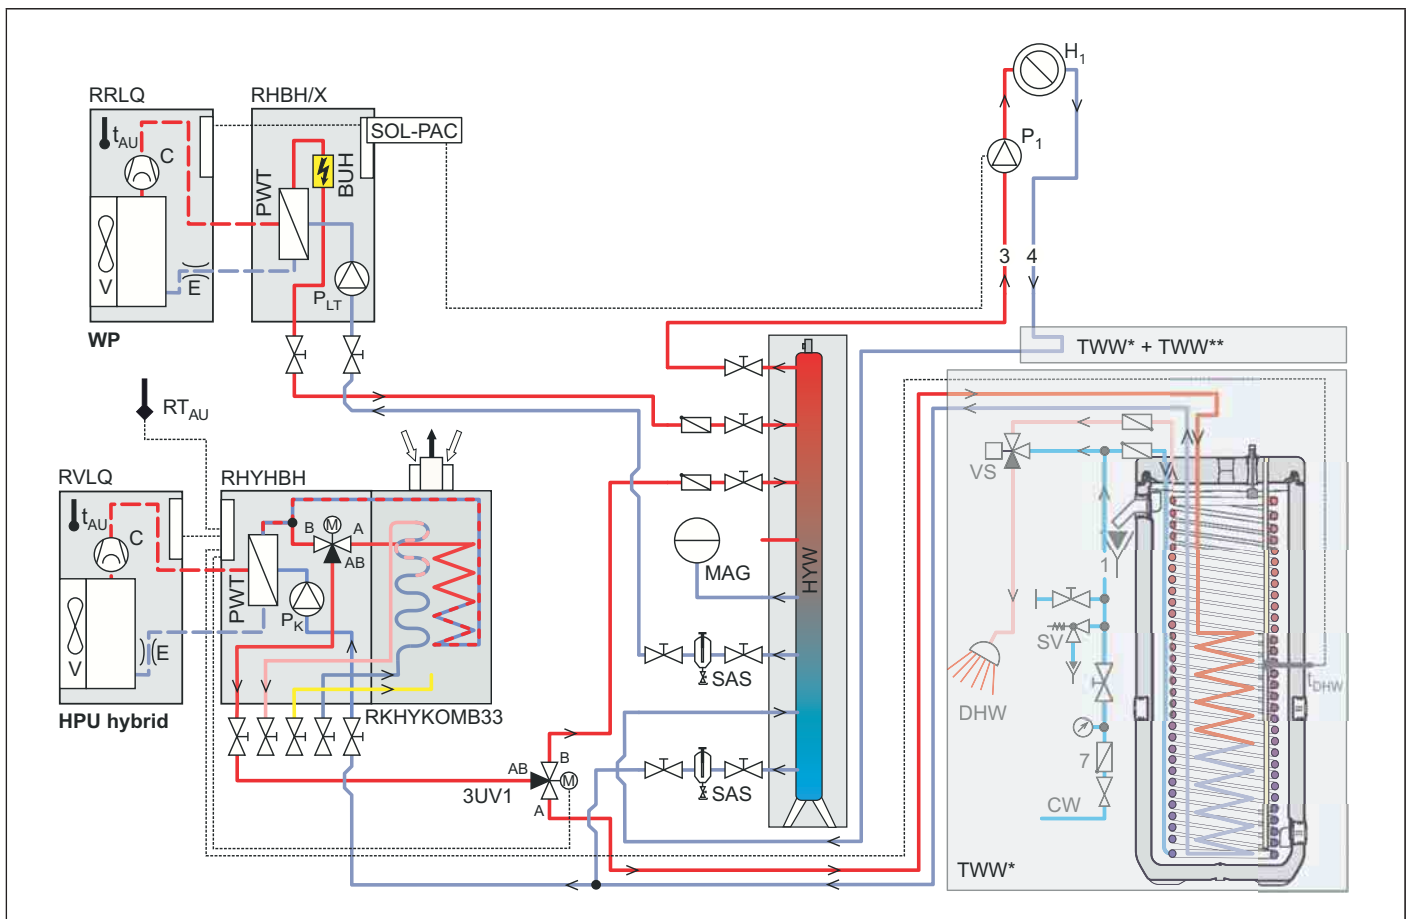 H1
RRLQ
RHBH/X
SOL-PAC
tAU
C
P1
BUH
PWT
V
E
3
4
PLT
WP
TWW* + TWW**
RTAU
RVLQ
RHYHBH
VS
tAU
C
B
M
A
AB
1
MAG
HYW
PWT
PK
V
E
SV
SAS
tDHW
HPU hybrid
RKHYKOMB33
DHW
B
AB
M
3UV1
A
SAS
7
CW
TWW*